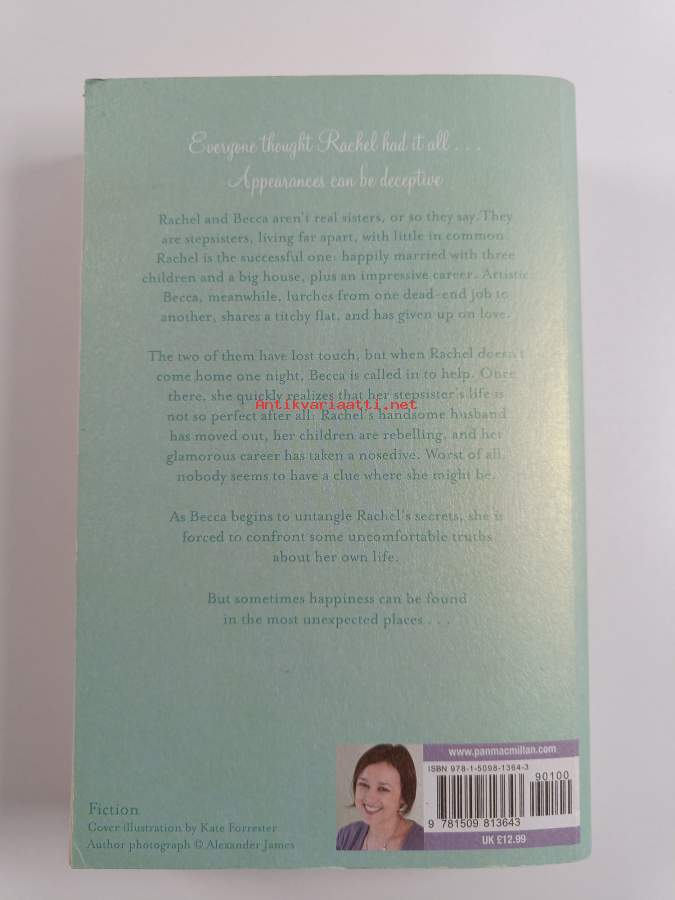 Everyone thought Rachel had it all . . .
Appearances can be deceptive
Rachel and Becca aren't real sisters, or so they say. They
are stepsisters, living far apart, with little in common.
Rachel is the successful one: happily married with three
children and a big house, plus an impressive career. Artistic
Becca, meanwhile, lurches from one dead-end job to
another, shares a titchy flat, and has given up on love.
The two of them have lost touch, but when Rachel doesn't
come home one night, Becca is called in to help. Once
there, she quickly realizes that her stepsister's life is
Antikvariaatti.net
not so perfect after all: Rachel's handsome husband
has moved out, her children are rebelling, and her
glamorous career has taken a nosedive. Worst of all,
nobody seems to have a clue where she might be.
As Becca begins to untangle Rachel's secrets, she is
forced to confront some uncomfortable truths
about her own life.
But sometimes happiness can be found
in the most unexpected places . . .
Fiction
Cover illustration by Kate Forrester
Author photograph © Alexander James
www.panmacmillan.com
ISBN 978-1-5098-1364-3
90100
9 781509 813643
UK £12.99